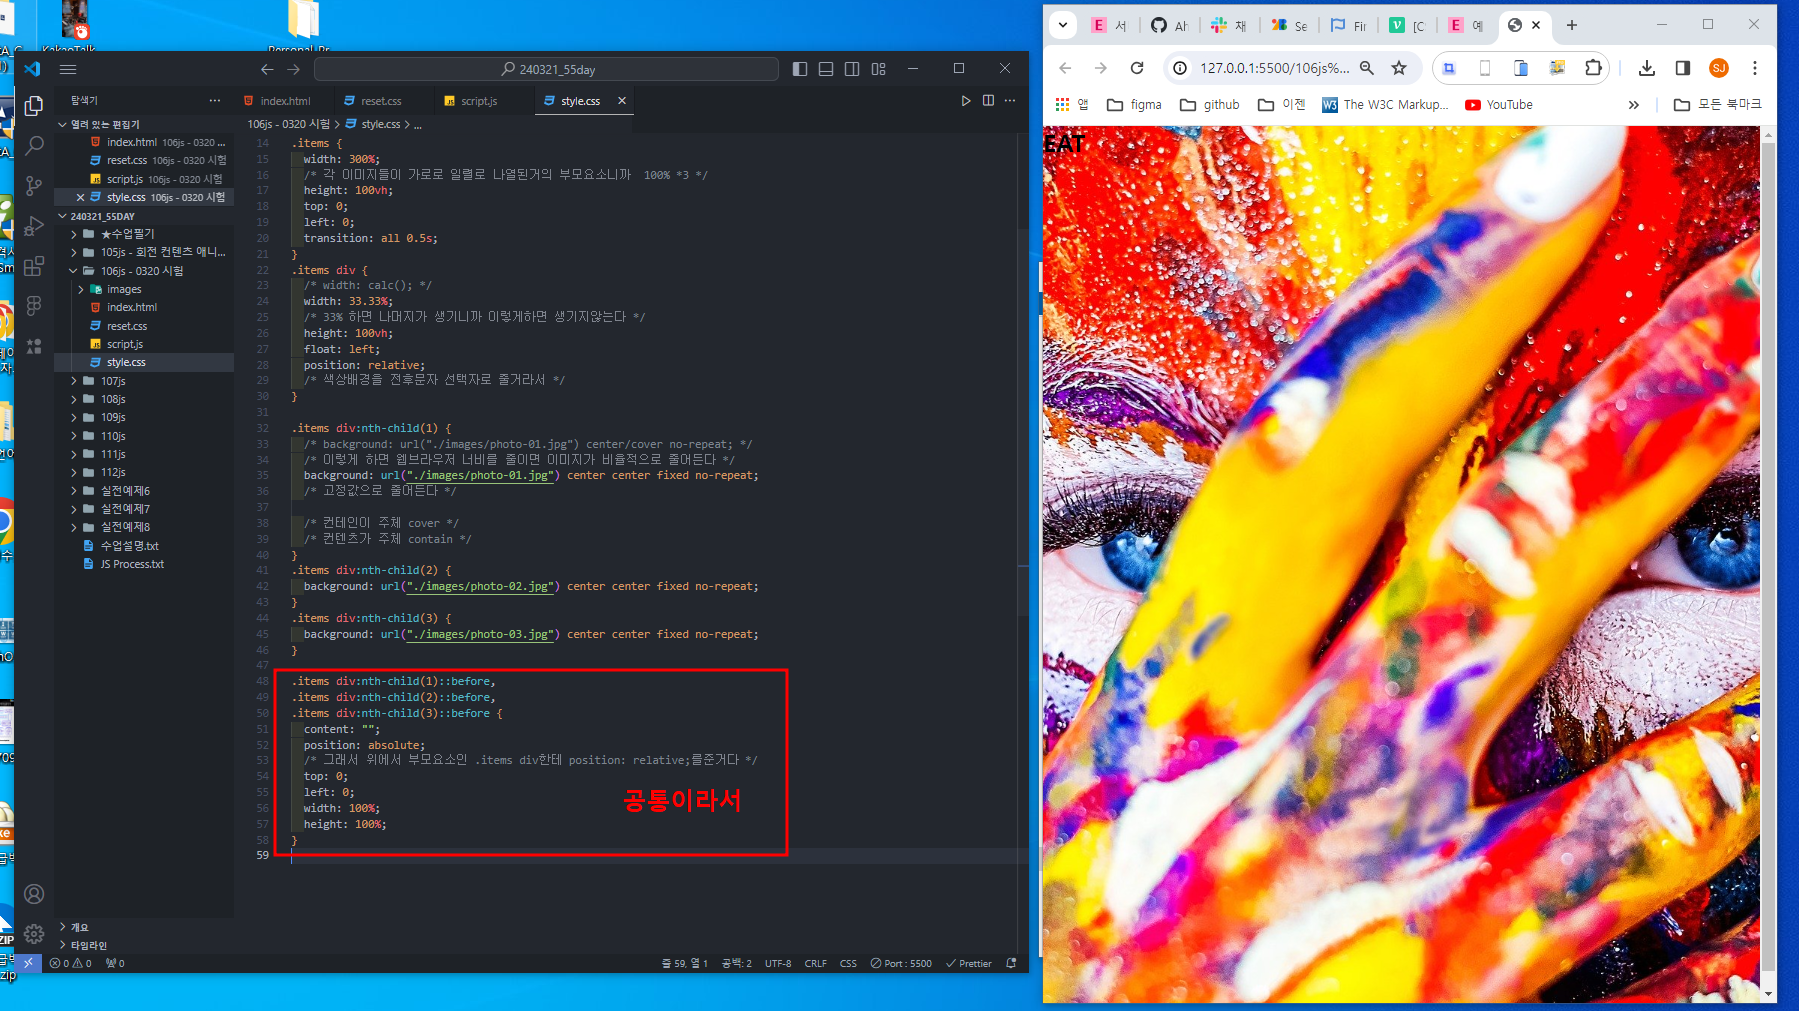 KakaoTalk
Personal Pr
240321_55day
탐색기
index.html
reset.css
script.js
style.css
열려 있는 편집기
index.html 106js - 0320 ...
reset.css 106js - 0320 시험
script.js 106js - 0320 시험
style.css 106js - 0320 시험
240321_55DAY
★수업필기
105js - 회전 컨텐츠 애니...
106js - 0320 시험
images
index.html
reset.css
script.js
style.css
107js
108js
109js
110js
111js
112js
실전예제6
실전예제7
실전예제8
수업설명.txt
JS Process.txt
개요
타임라인
106js - 0320 시험 > style.css > ...
14 .items {
15 width: 300%;
16 /* 각 이미지들이 가로로 일렬로 나열된거의 부모요소니까 100% *3 */
17 height: 100vh;
18 top: 0;
19 left: 0;
20 transition: all 0.5s;
21 }
22 .items div {
23 /* width: calc(); */
24 width: 33.33%;
25 /* 33% 하면 나머지가 생기니까 이렇게하면 생기지않는다 */
26 height: 100vh;
27 float: left;
28 position: relative;
29 /* 색상배경을 전후문자 선택자로 줄거라서 */
30 }
31
32 .items div:nth-child(1) {
33 /* background: url("./images/photo-01.jpg") center/cover no-repeat; */
34 /* 이렇게 하면 웹브라우저 너비를 줄이면 이미지가 비율적으로 줄어든다 */
35 background: url("./images/photo-01.jpg") center center fixed no-repeat;
36 /* 고정값으로 줄어든다 */
37
38 /* 컨테인이 주체 cover */
39 /* 컨텐츠가 주체 contain */
40 }
41 .items div:nth-child(2) {
42 background: url("./images/photo-02.jpg") center center fixed no-repeat;
43 }
44 .items div:nth-child(3) {
45 background: url("./images/photo-03.jpg") center center fixed no-repeat;
46 }
47
48 .items div:nth-child(1)::before,
49 .items div:nth-child(2)::before,
50 .items div:nth-child(3)::before {
51 content: "";
52 position: absolute;
53 /* 그래서 위에서 부모요소인 .items div한테 position: relative;를준거다 */
54 top: 0;
55 left: 0;
56 width: 100%;
57 height: 100%;
58 }
59
공통이라서
0 0 0
줄 59, 열 1 공백: 2 UTF-8 CRLF CSS Port : 5500 Prettier
서 Ah 채 Se Fir [C 예
127.0.0.1:5500/106js%...
SJ
앱 figma github 이젠 The W3C Markup... YouTube » 모든 북마크
EAT